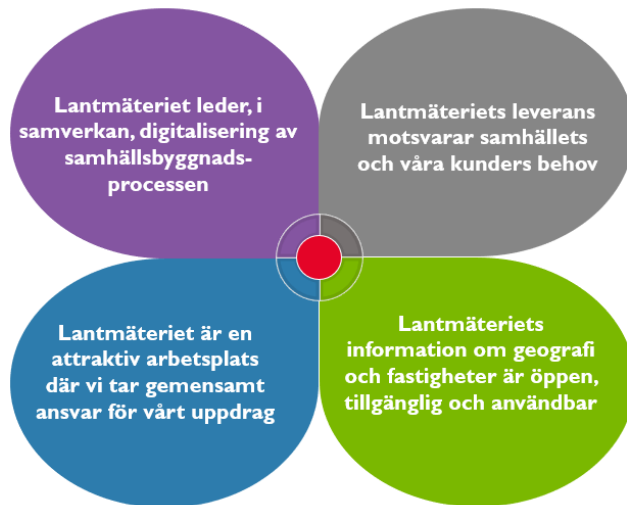 Lantmäteriet leder, i
samverkan, digitalisering av
samhällsbyggnads-
processen
Lantmäteriets leverans
motsvarar samhällets
och våra kunders behov
Lantmäteriet är en
attraktiv arbetsplats
där vi tar gemensamt
ansvar för vårt uppdrag
Lantmäteriets
information om geografi
och fastigheter är öppen,
tillgänglig och användbar